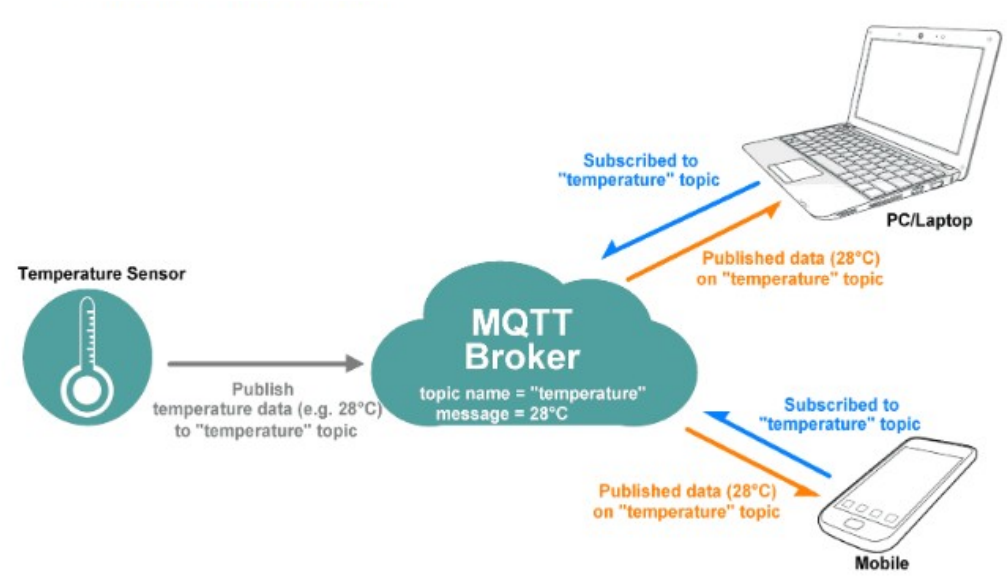 Temperature Sensor
Publish
temperature data (e.g. 28°C)
to "temperature" topic
MQTT
Broker
topic name = "temperature"
message = 28°C
Subscribed to
"temperature" topic
Published data (28°C)
on "temperature" topic
PC/Laptop
Subscribed to
"temperature" topic
Published data (28°C)
on "temperature" topic
Mobile